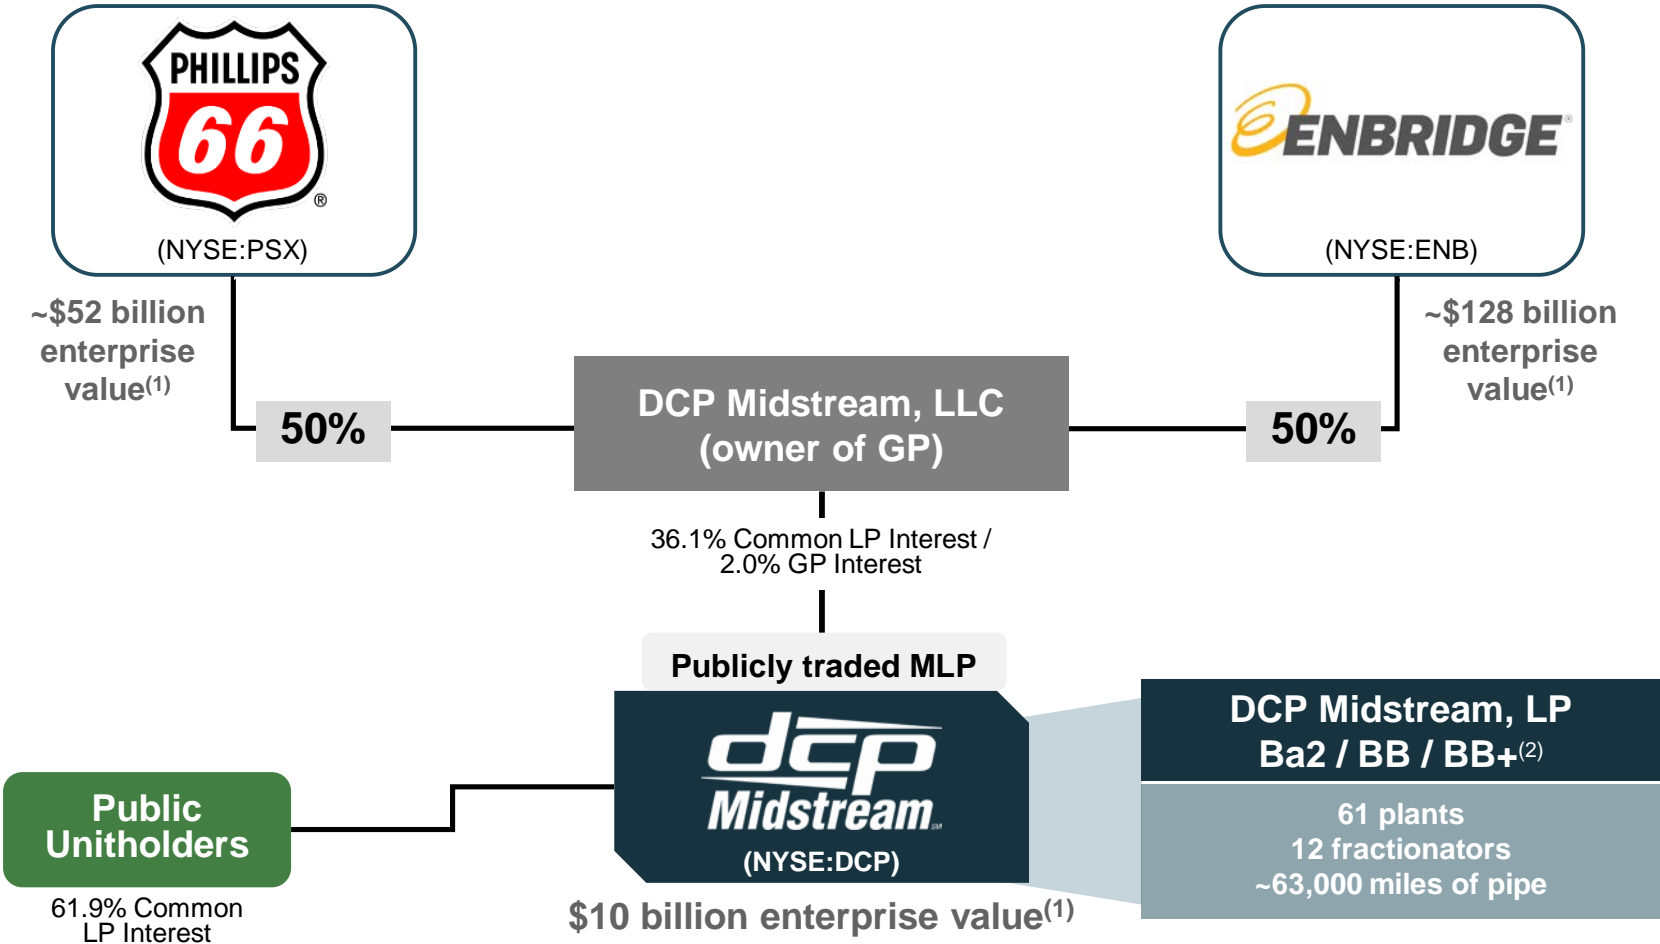 PHILLIPS
66
®
(NYSE:PSX)
ENBRIDGE®
(NYSE:ENB)
~$52 billion
enterprise
value(1)
~$128 billion
enterprise
value(1)
50%
DCP Midstream, LLC
(owner of GP)
50%
36.1% Common LP Interest /
2.0% GP Interest
Publicly traded MLP
dcp
Midstream℠
(NYSE:DCP)
$10 billion enterprise value(1)
DCP Midstream, LP
Ba2 / BB / BB+(2)
61 plants
12 fractionators
~63,000 miles of pipe
Public
Unitholders
61.9% Common
LP Interest